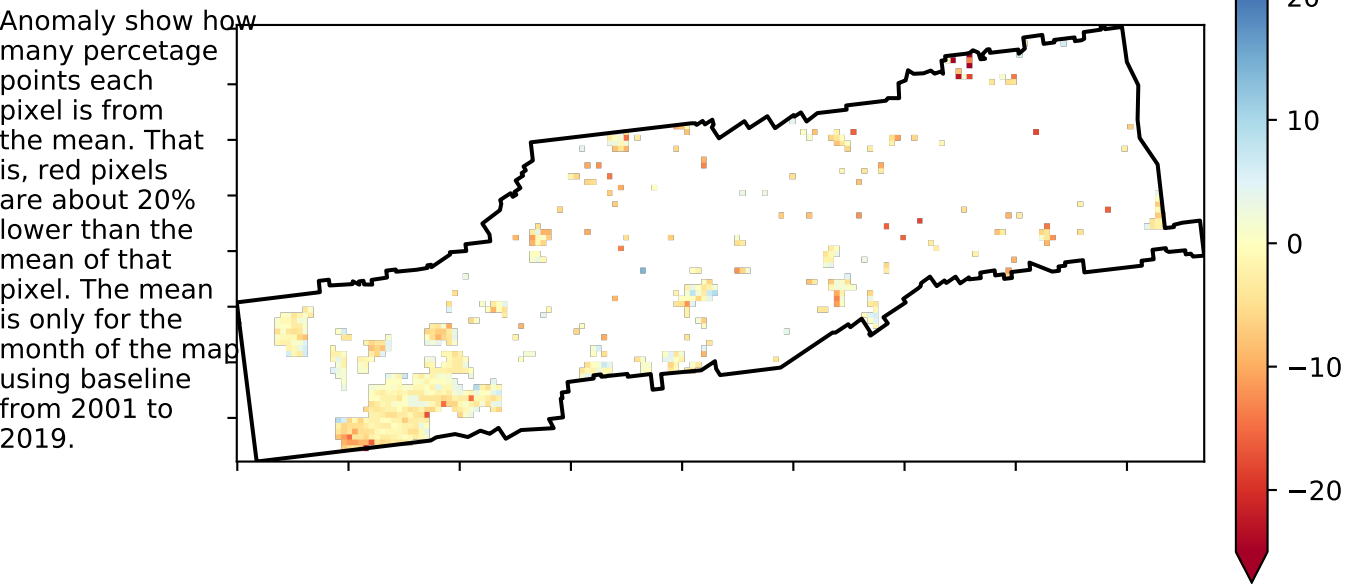 Anomaly show how
many percetage
points each
pixel is from
the mean. That
is, red pixels
are about 20%
lower than the
mean of that
pixel. The mean
is only for the
month of the map
using baseline
from 2001 to
2019.
20
10
0
−10
−20